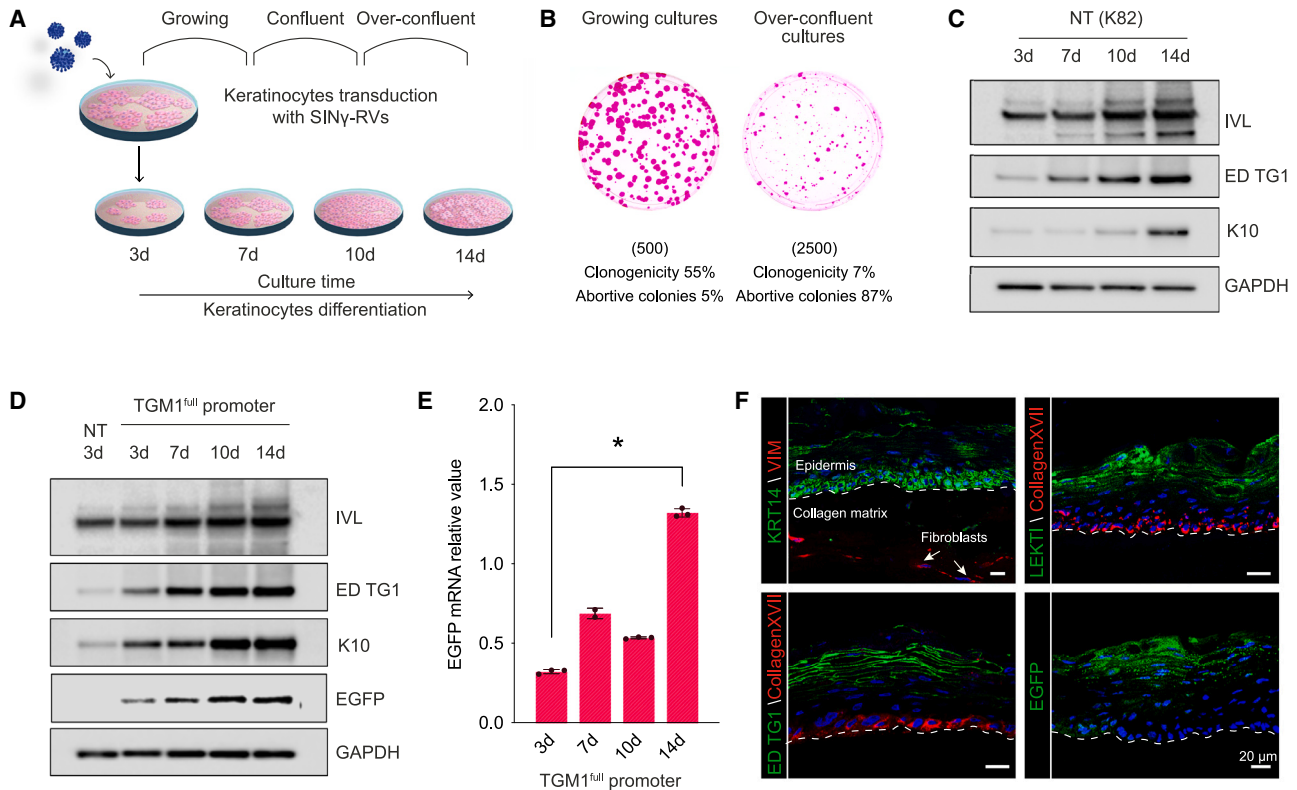 A
Growing
Confluent
Over-confluent
Keratinocytes transduction
with SINγ-RVs
3d
7d
10d
14d
Culture time
Keratinocytes differentiation
B
Growing cultures
Over-confluent
cultures
(500)
Clonogenicity 55%
Abortive colonies 5%
(2500)
Clonogenicity 7%
Abortive colonies 87%
C
NT (K82)
3d 7d 10d 14d
IVL
ED TG1
K10
GAPDH
D
TGM1full promoter
NT
3d 3d 7d 10d 14d
IVL
ED TG1
K10
EGFP
GAPDH
E
EGFP mRNA relative value
2.0
1.5
1.0
0.5
0.0
*
3d
7d
10d
14d
TGM1full promoter
F
KRT14 \ VIM
Epidermis
Collagen matrix
Fibroblasts
LEKTI \ CollagenXVII
ED TG1 \CollagenXVII
EGFP
20 µm